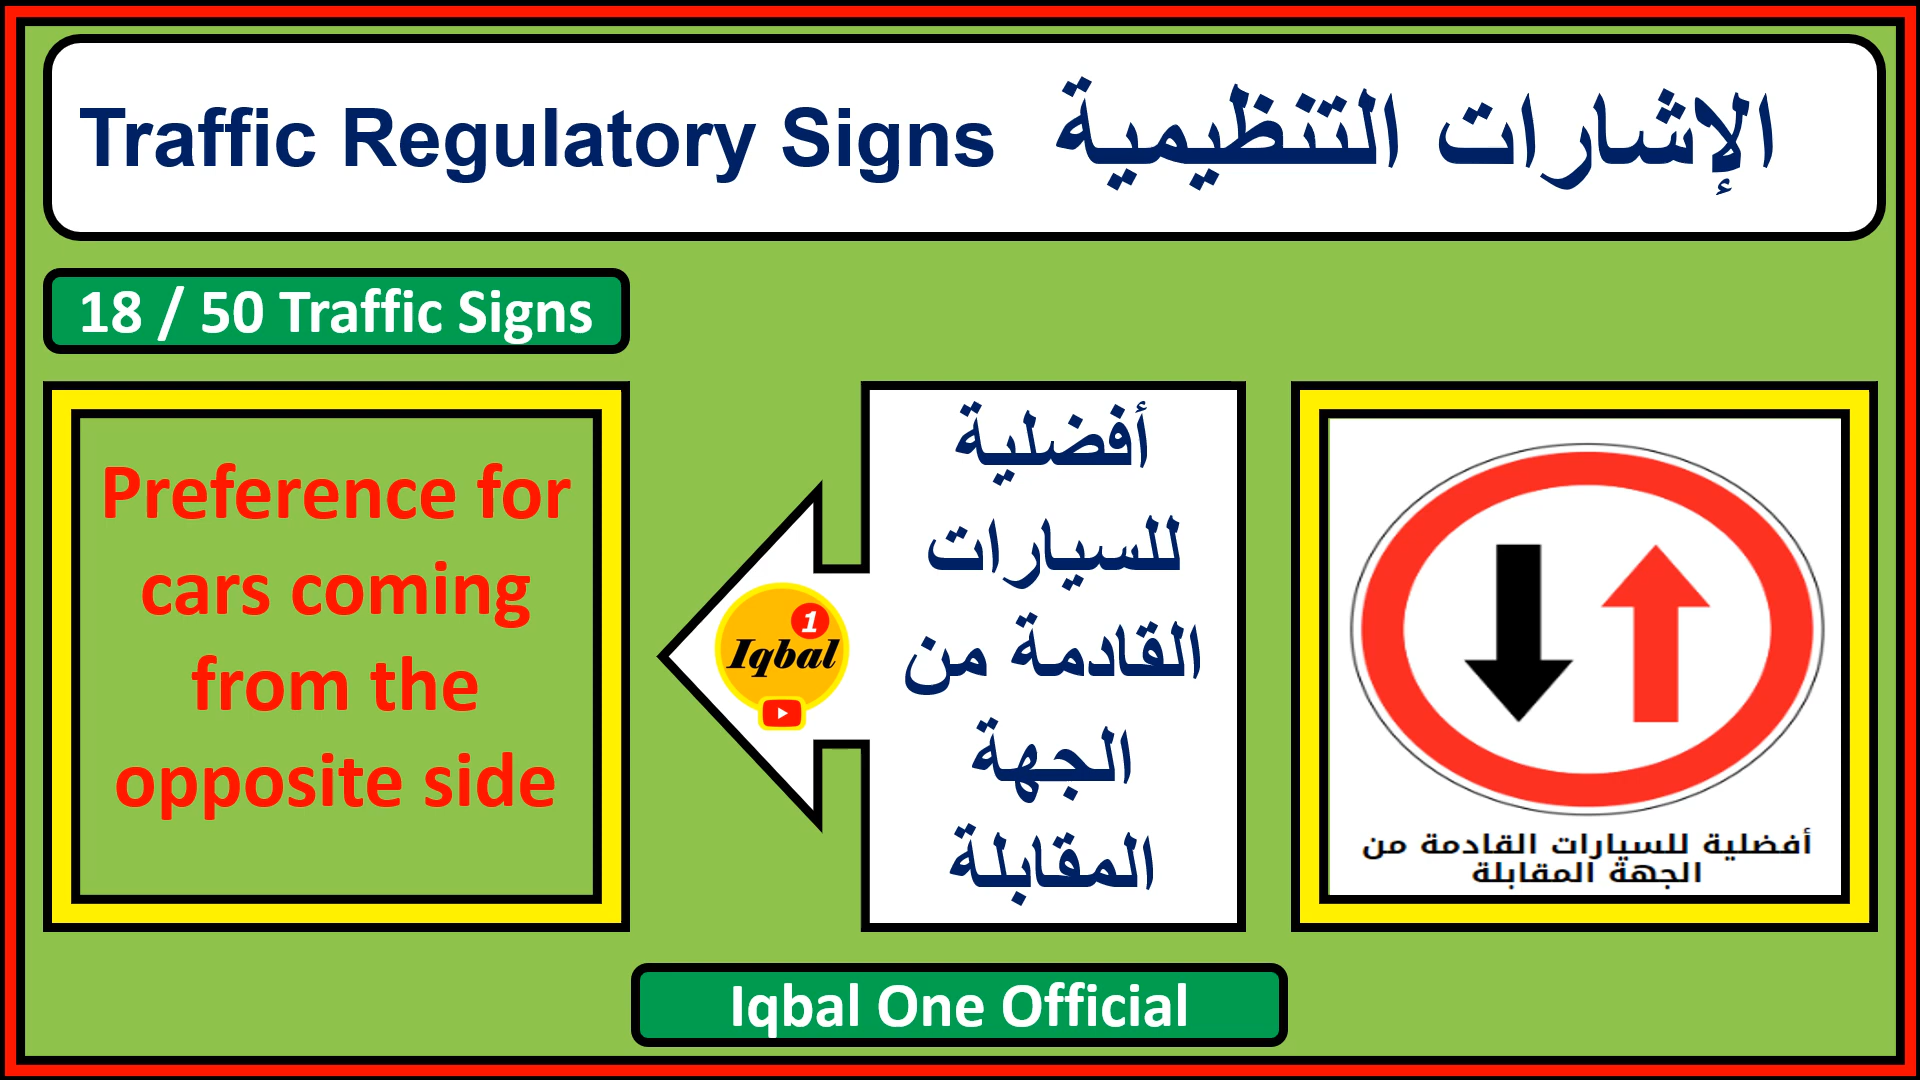 Traffic Regulatory Signs الإشارات التنظيمية
18 / 50 Traffic Signs
Preference for
cars coming
from the
opposite side
1
Iqbal
أفضلية
للسيارات
القادمة من
الجهة
المقابلة
أفضلية للسيارات القادمة من
الجهة المقابلة
Iqbal One Official